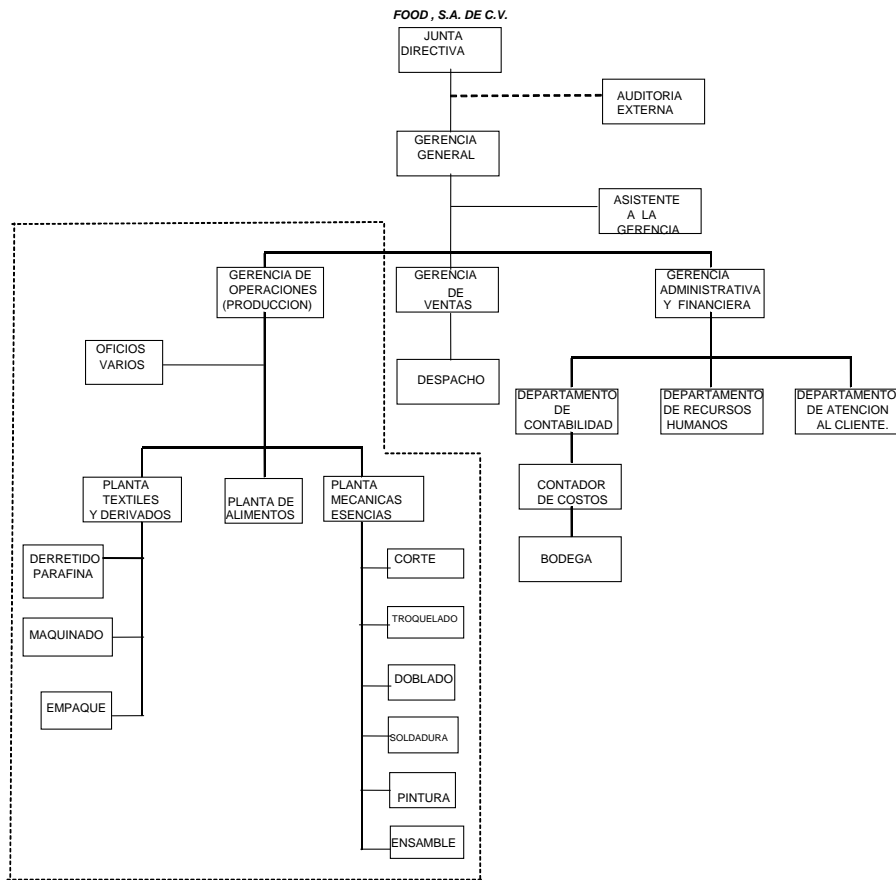 FOOD , S.A. DE C.V.
JUNTA
DIRECTIVA
AUDITORIA
EXTERNA
GERENCIA
GENERAL
ASISTENTE
A LA
GERENCIA
GERENCIA DE
OPERACIONES
(PRODUCCION)
GERENCIA
DE
VENTAS
GERENCIA
ADMINISTRATIVA
Y FINANCIERA
OFICIOS
VARIOS
DESPACHO
DEPARTAMENTO
DE
CONTABILIDAD
DEPARTAMENTO
DE RECURSOS
HUMANOS
DEPARTAMENTO
DE ATENCION
AL CLIENTE.
PLANTA
TEXTILES
Y DERIVADOS
PLANTA DE
ALIMENTOS
PLANTA
MECANICAS
ESENCIAS
CONTADOR
DE COSTOS
DERRETIDO
PARAFINA
CORTE
BODEGA
MAQUINADO
TROQUELADO
DOBLADO
EMPAQUE
SOLDADURA
PINTURA
ENSAMBLE